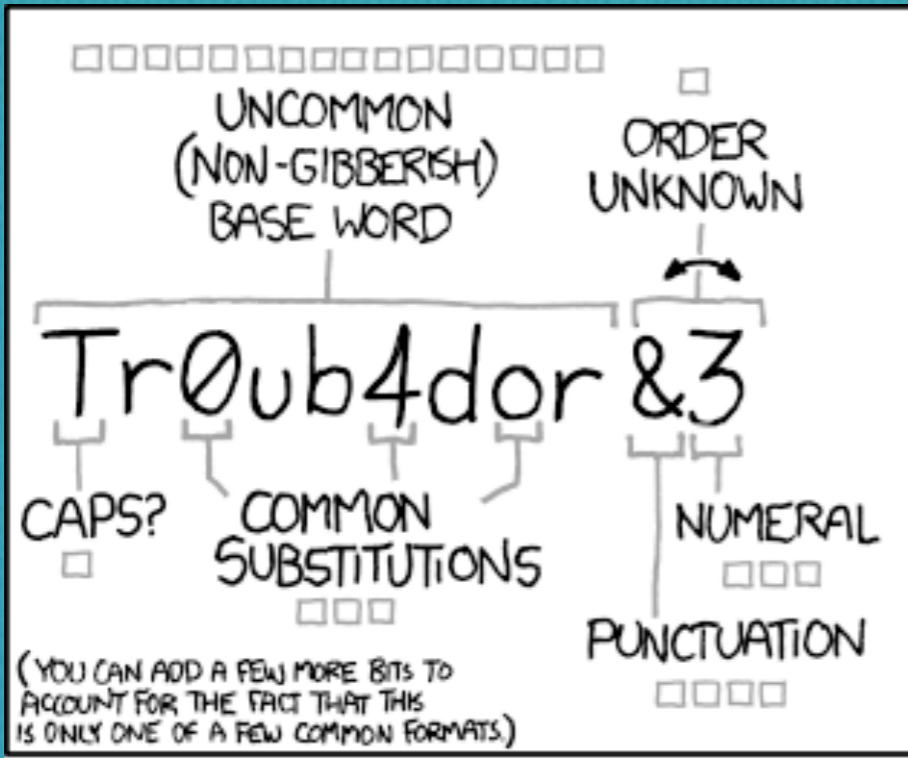 UNCOMMON
(NON-GIBBERISH)
BASE WORD
ORDER
UNKNOWN
Tr0ub4dor &3
CAPS?
COMMON
SUBSTITUTIONS
NUMERAL
PUNCTUATION
(YOU CAN ADD A FEW MORE BITS TO
ACCOUNT FOR THE FACT THAT THIS
IS ONLY ONE OF A FEW COMMON FORMATS.)